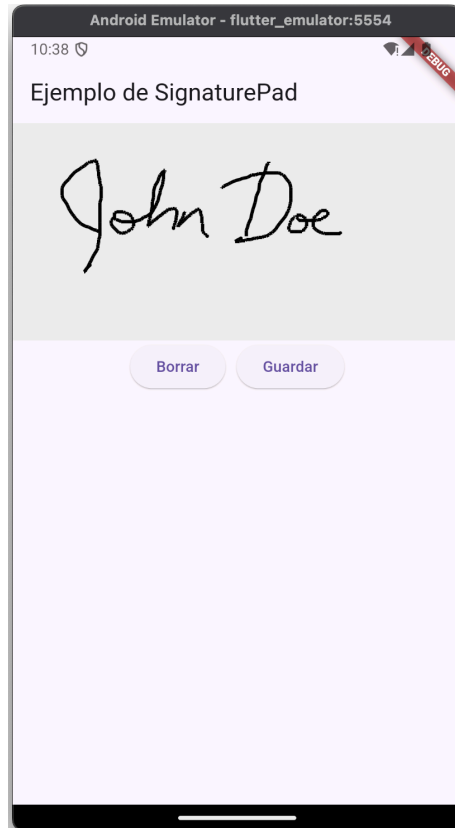 Android Emulator - flutter_emulator:5554
10:38
DEBUG
Ejemplo de SignaturePad
John Doe
Borrar Guardar